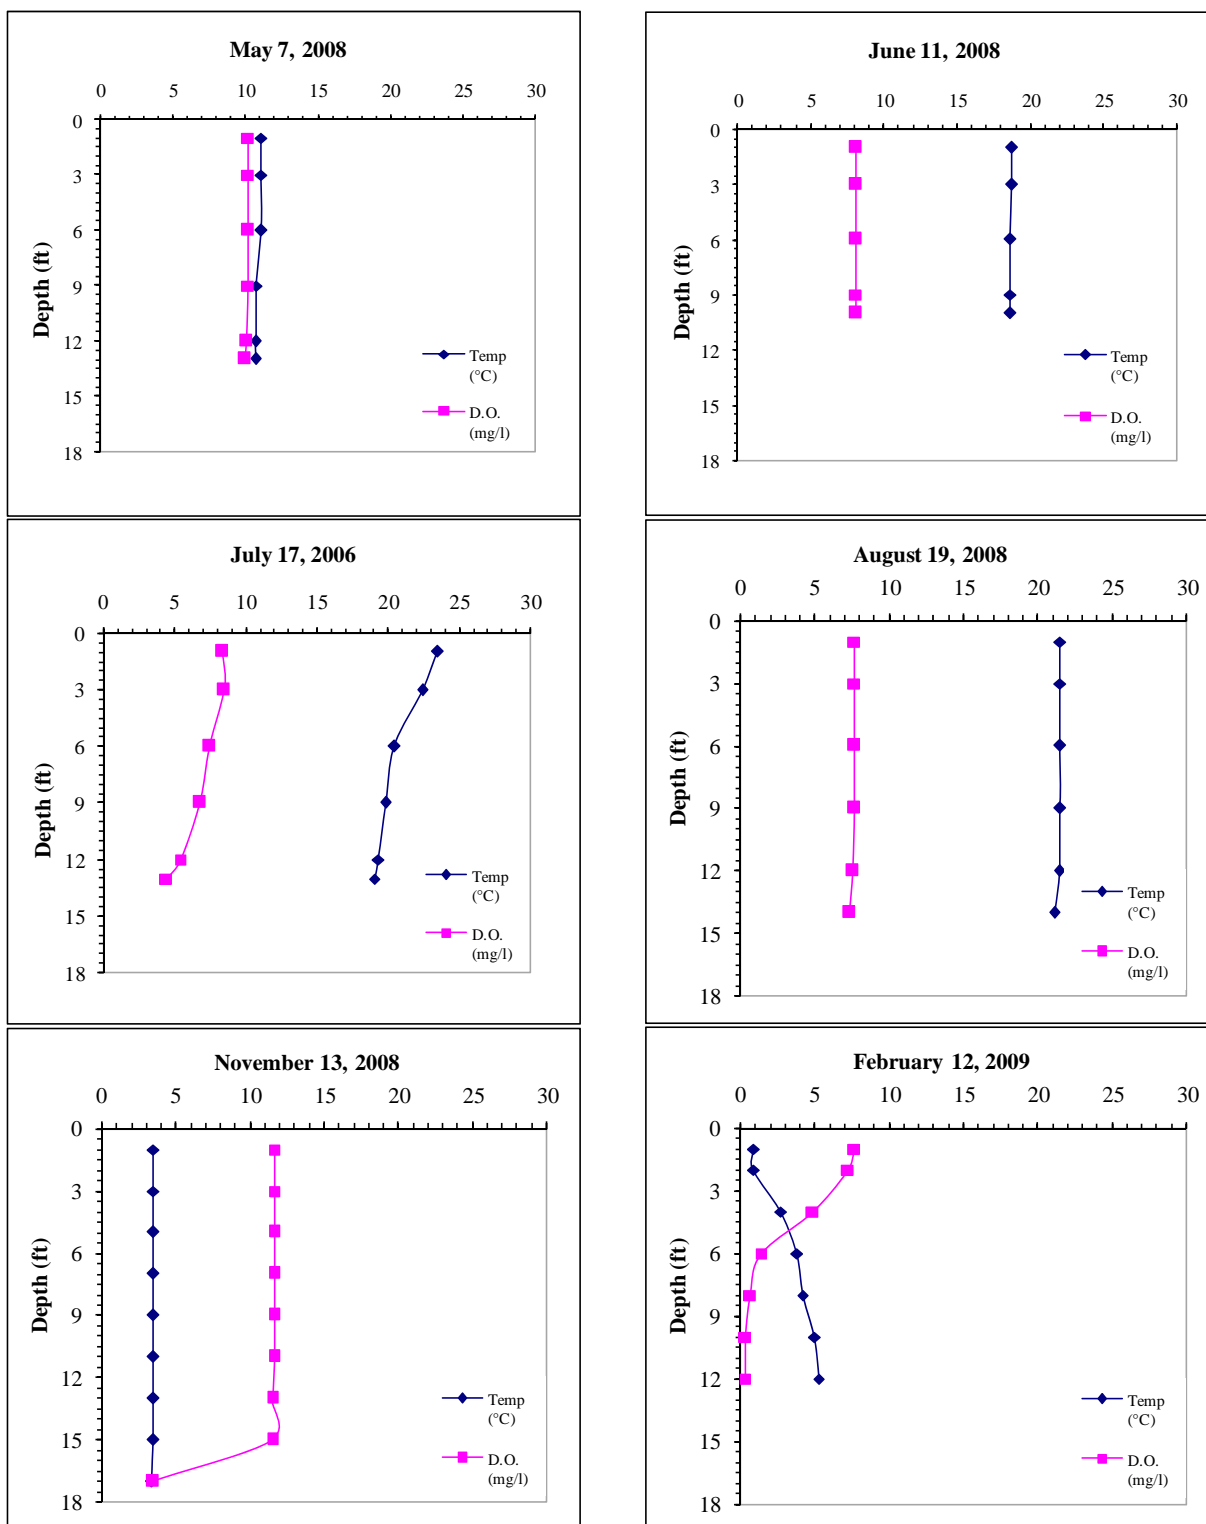 May 7, 2008
0 5 10 15 20 25 30
0
3
6
9
12
15
18
Depth (ft)
Temp
(°C)
D.O.
(mg/l)
June 11, 2008
0 5 10 15 20 25 30
0
3
6
9
12
15
18
Depth (ft)
Temp
(°C)
D.O.
(mg/l)
July 17, 2006
0 5 10 15 20 25 30
0
3
6
9
12
15
18
Depth (ft)
Temp
(°C)
D.O.
(mg/l)
August 19, 2008
0 5 10 15 20 25 30
0
3
6
9
12
15
18
Depth (ft)
Temp
(°C)
D.O.
(mg/l)
November 13, 2008
0 5 10 15 20 25 30
0
3
6
9
12
15
18
Depth (ft)
Temp
(°C)
D.O.
(mg/l)
February 12, 2009
0 5 10 15 20 25 30
0
3
6
9
12
15
18
Depth (ft)
Temp
(°C)
D.O.
(mg/l)